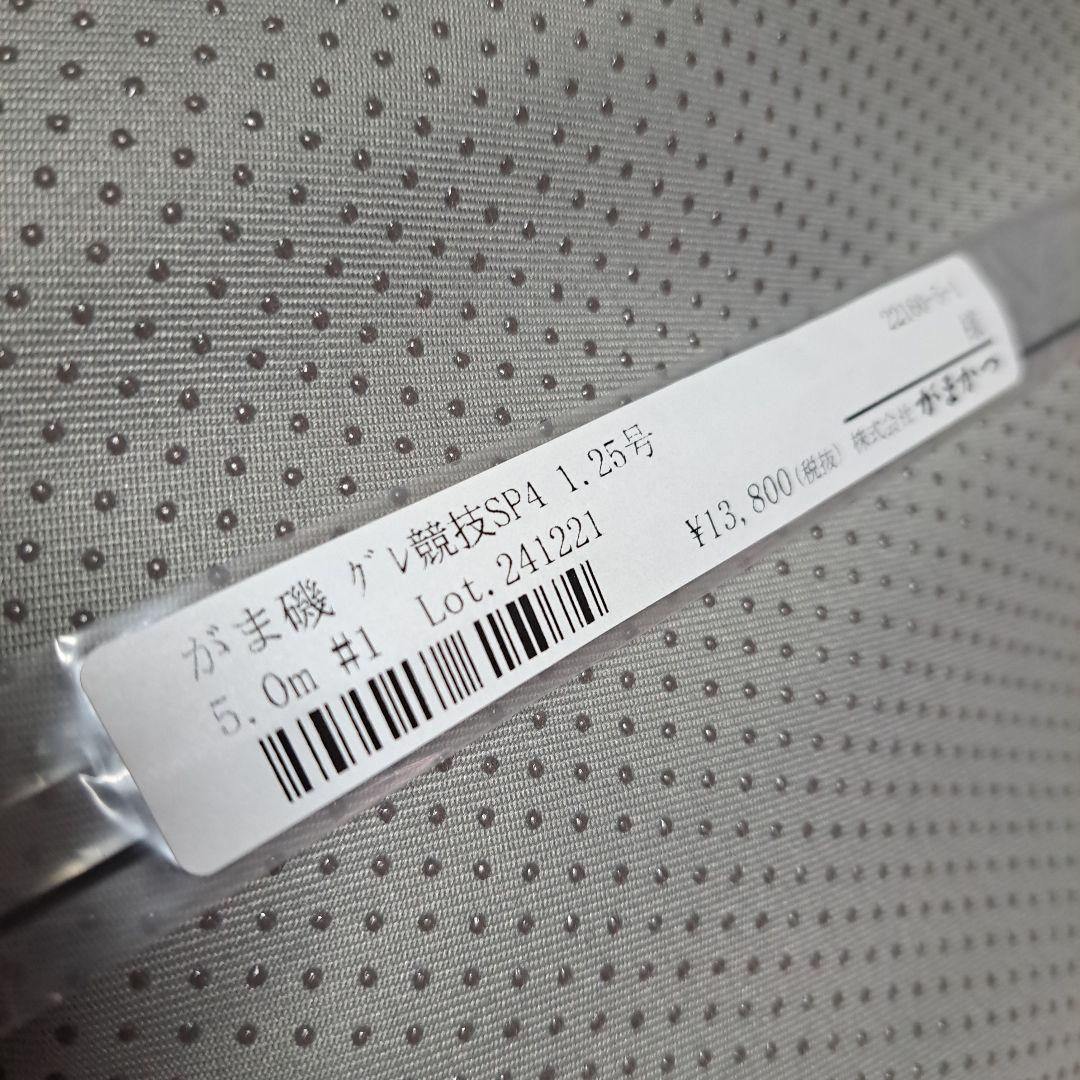 がま磯 グレ競技SP4 1.25号
5.0m #1 Lot. 241221
¥13,800(税抜) 株式会社 がまかつ